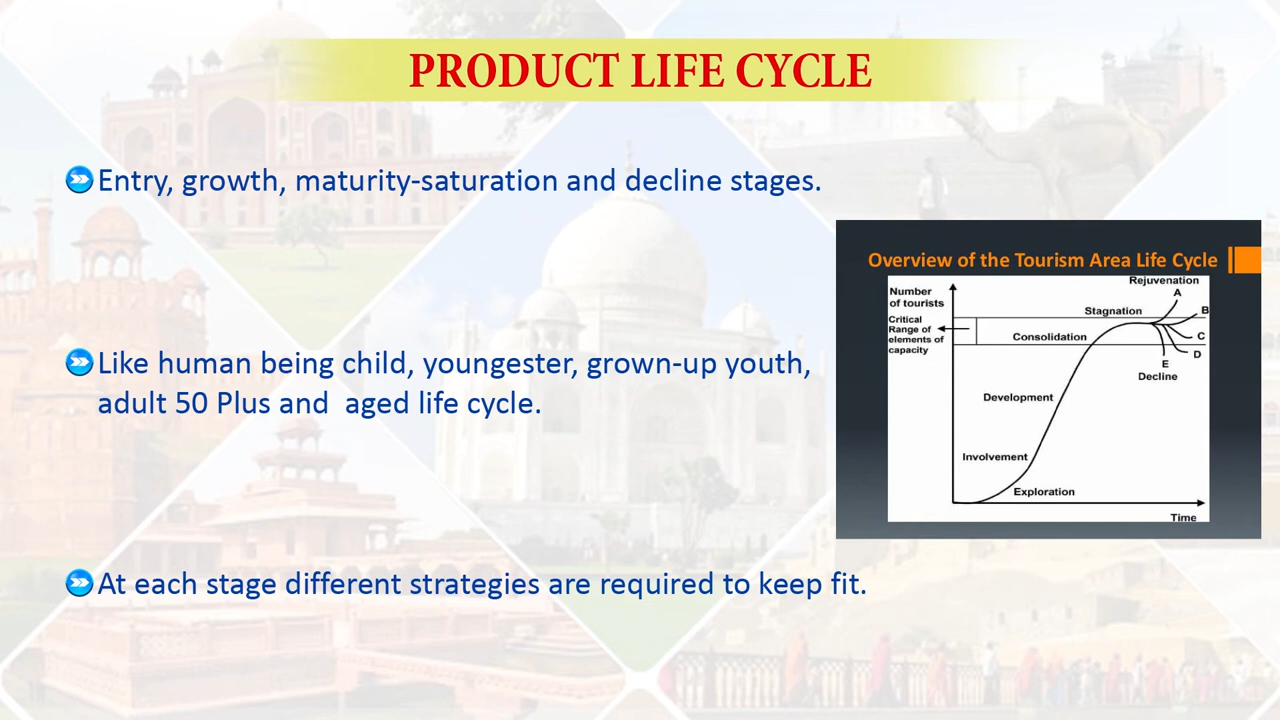 PRODUCT LIFE CYCLE
Entry, growth, maturity-saturation and decline stages.
Like human being child, youngester, grown-up youth,
adult 50 Plus and aged life cycle.
At each stage different strategies are required to keep fit.
Overview of the Tourism Area Life Cycle
Number
of tourists
Critical
Range of
elements of
capacity
Rejuvenation
A
B
C
D
E
Decline
Stagnation
Consolidation
Development
Involvement
Exploration
Time